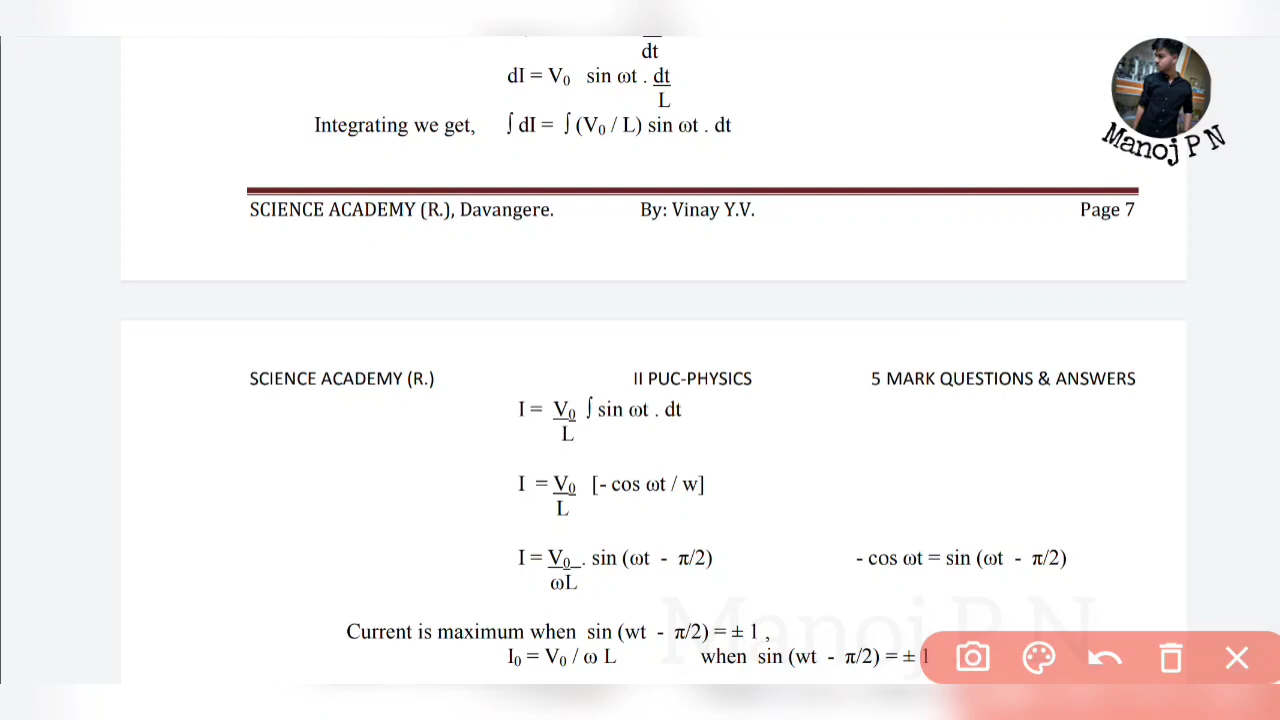 dt
dI = V₀ sin ωt . dt
L
Integrating we get, ∫ dI = ∫ (V₀ / L) sin ωt . dt
Manoj P N
SCIENCE ACADEMY (R.), Davangere. By: Vinay Y.V. Page 7
SCIENCE ACADEMY (R.) II PUC-PHYSICS 5 MARK QUESTIONS & ANSWERS
I = V₀ ∫ sin ωt . dt
L
I = V₀ [- cos ωt / w]
L
I = V₀ . sin (ωt - π/2) - cos ωt = sin (ωt - π/2)
ωL
Manoj P N
Current is maximum when sin (wt - π/2) = ± 1 ,
I₀ = V₀ / ω L when sin (wt - π/2) = ± 1